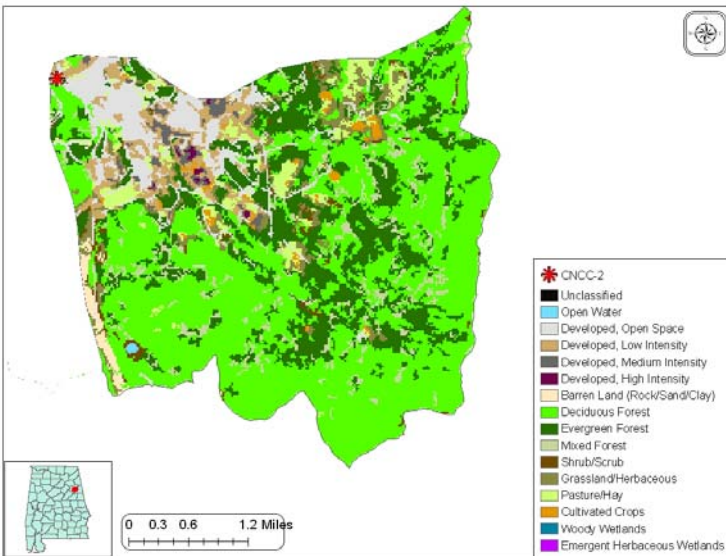 CNCC-2
Unclassified
Open Water
Developed, Open Space
Developed, Low Intensity
Developed, Medium Intensity
Developed, High Intensity
Barren Land (Rock/Sand/Clay)
Deciduous Forest
Evergreen Forest
Mixed Forest
Shrub/Scrub
Grassland/Herbaceous
Pasture/Hay
Cultivated Crops
Woody Wetlands
Emergent Herbaceous Wetlands
0 0.3 0.6 1.2 Miles